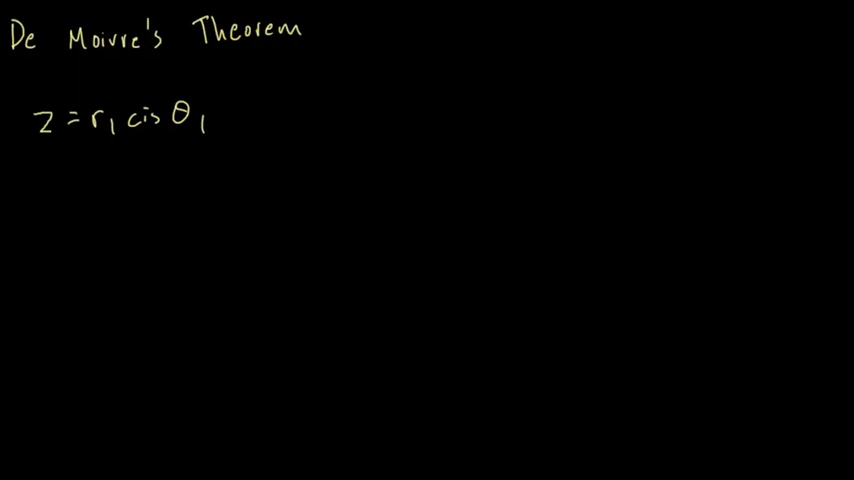 De Moivre's Theorem
z = r₁ cis θ₁